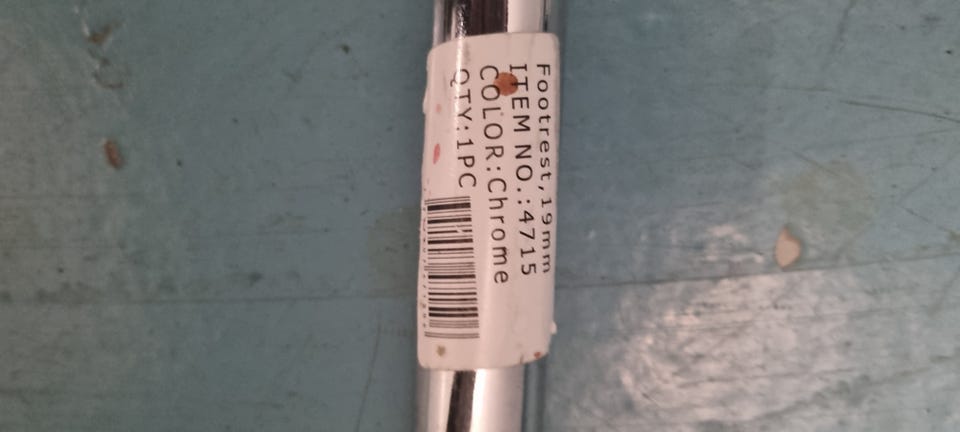 Footrest,19mm
ITEM NO.:4715
COLOR:Chrome
QTY:1PC